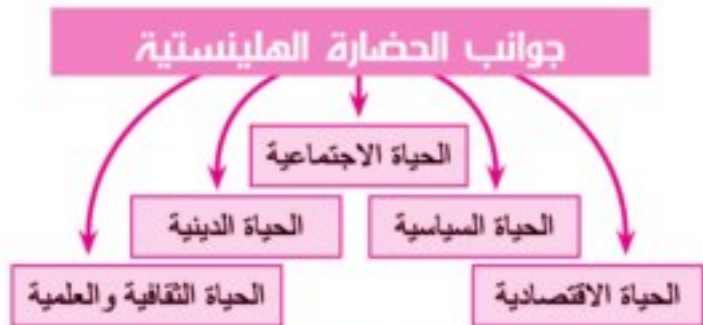 جوانب الحضارة الهلينستية
الحياة الاجتماعية
الحياة السياسية
الحياة الدينية
الحياة الاقتصادية
الحياة الثقافية والعلمية